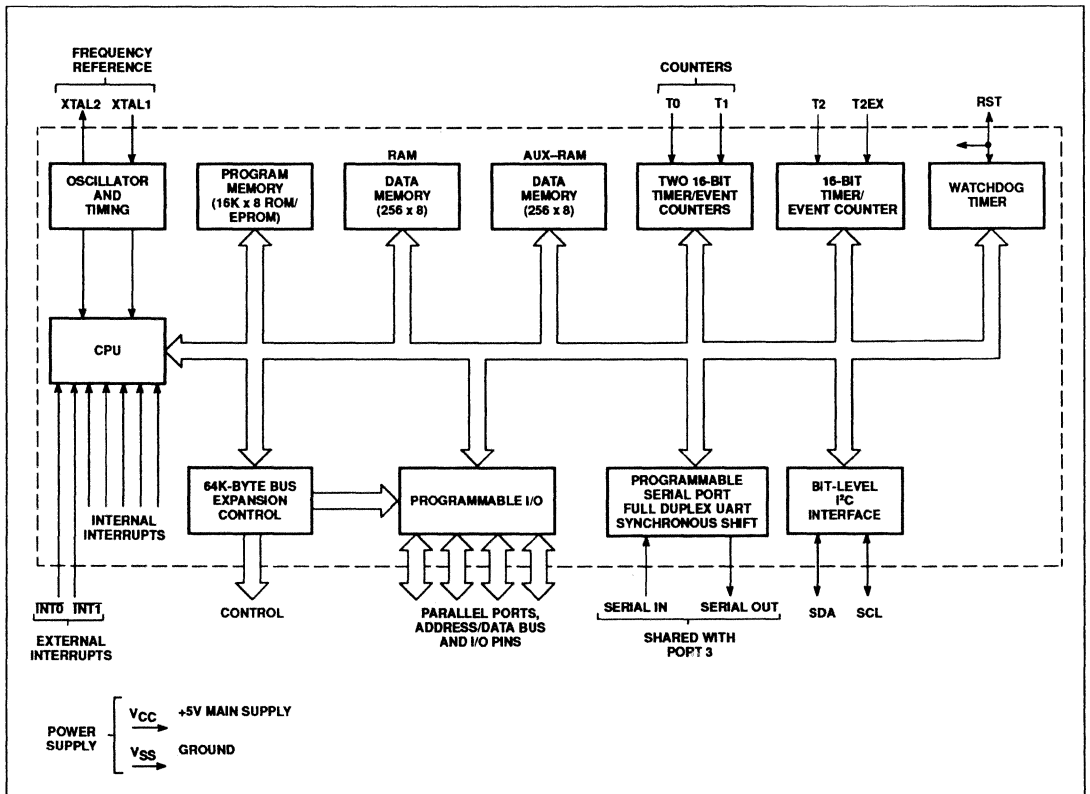 FREQUENCY
REFERENCE
XTAL2 XTAL1
COUNTERS
T0 T1
T2 T2EX
RST
OSCILLATOR
AND
TIMING
PROGRAM
MEMORY
(16K x 8 ROM/
EPROM)
RAM
DATA
MEMORY
(256 x 8)
AUX–RAM
DATA
MEMORY
(256 x 8)
TWO 16-BIT
TIMER/EVENT
COUNTERS
16-BIT
TIMER/
EVENT COUNTER
WATCHDOG
TIMER
CPU
INTERNAL
INTERRUPTS
64K-BYTE BUS
EXPANSION
CONTROL
PROGRAMMABLE I/O
PROGRAMMABLE
SERIAL PORT
FULL DUPLEX UART
SYNCHRONOUS SHIFT
BIT-LEVEL
I²C
INTERFACE
INT0 INT1
EXTERNAL
INTERRUPTS
CONTROL
PARALLEL PORTS,
ADDRESS/DATA BUS
AND I/O PINS
SERIAL IN SERIAL OUT
SHARED WITH
PORT 3
SDA SCL
POWER
SUPPLY
VCC +5V MAIN SUPPLY
VSS GROUND